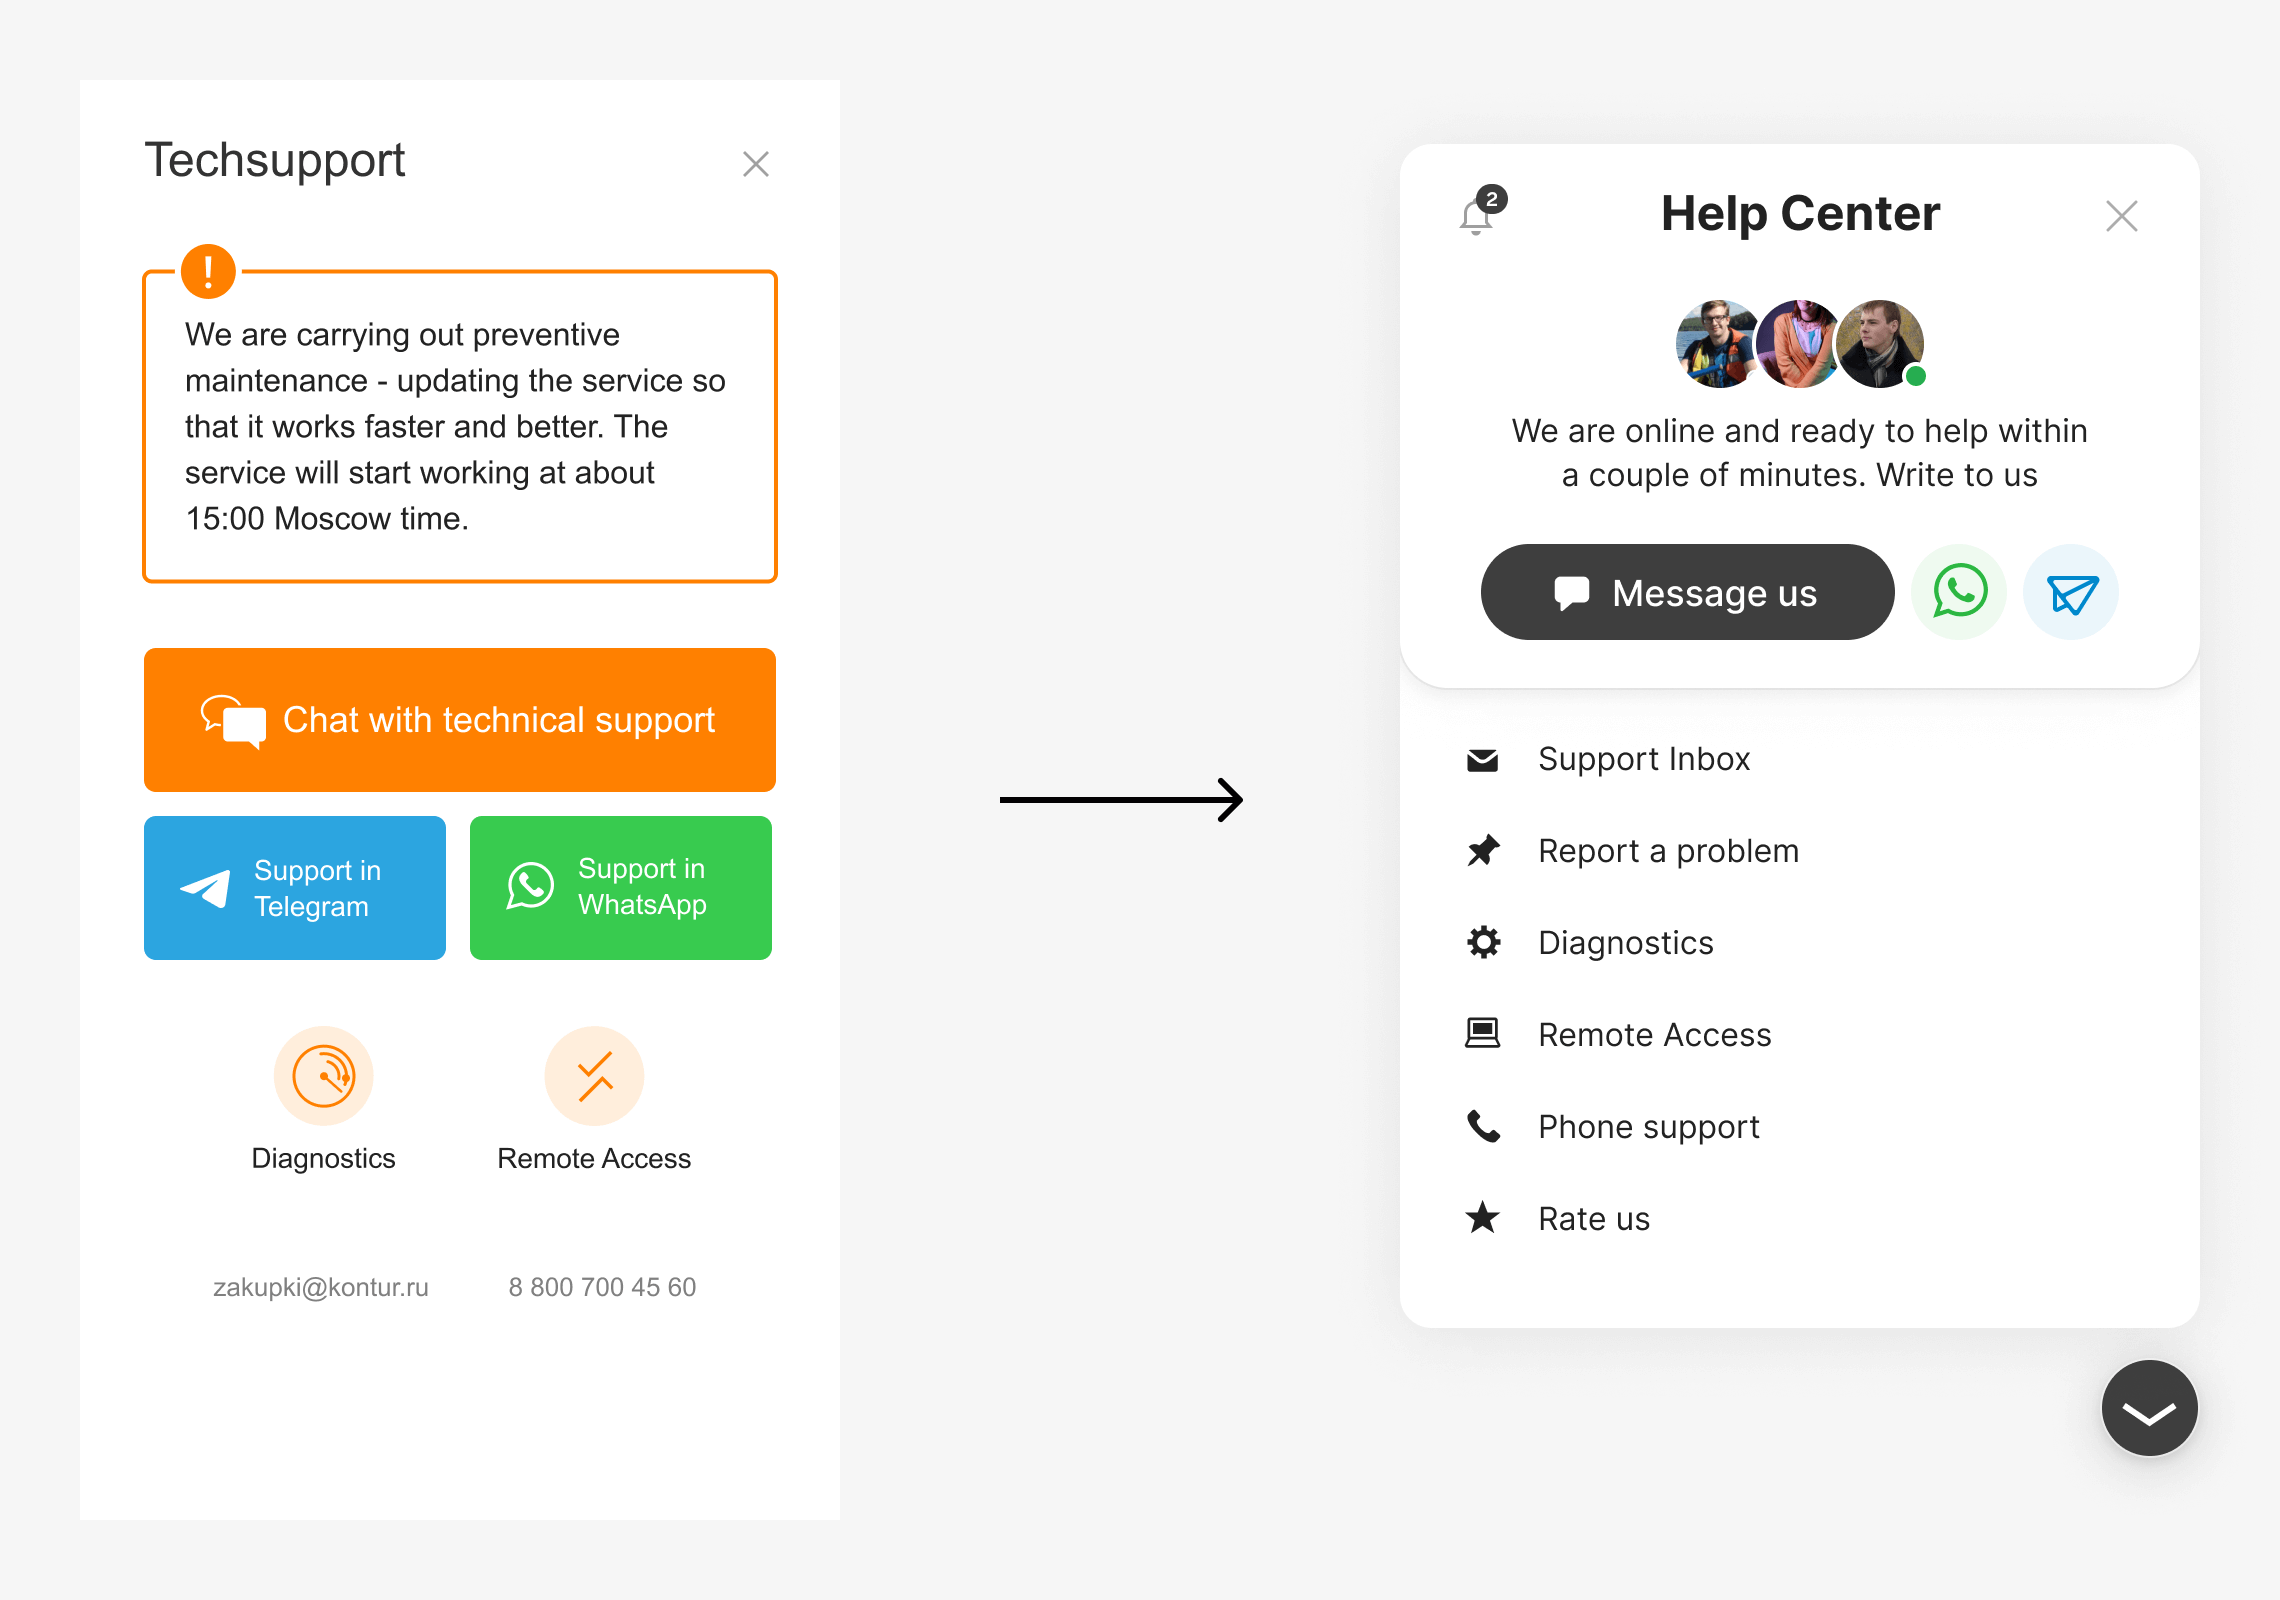 Techsupport
!
We are carrying out preventive
maintenance - updating the service so
that it works faster and better. The
service will start working at about
15:00 Moscow time.
Chat with technical support
Support in
Telegram
Support in
WhatsApp
Diagnostics
Remote Access
zakupki@kontur.ru
8 800 700 45 60
2
Help Center
We are online and ready to help within
a couple of minutes. Write to us
Message us
Support Inbox
Report a problem
Diagnostics
Remote Access
Phone support
Rate us